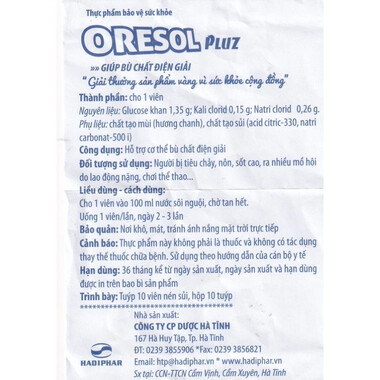 Thực phẩm bảo vệ sức khỏe
ORESOL PLUZ
»» GIÚP BÙ CHẤT ĐIỆN GIẢI
"Giải thưởng sản phẩm vàng vì sức khỏe cộng đồng"
Thành phần: cho 1 viên
Nguyên liệu: Glucose khan 1,35 g; Kali clorid 0,15 g; Natri clorid 0,26 g.
Phụ liệu: chất tạo mùi (hương chanh), chất tạo sủi (acid citric-330, natri
carbonat-500 i)
Công dụng: Hỗ trợ cơ thể bù chất điện giải
Đối tượng sử dụng: Người bị tiêu chảy, nôn, sốt cao, ra nhiều mồ hôi
do lao động nặng, chơi thể thao...
Liều dùng - cách dùng:
Cho 1 viên vào 100 ml nước sôi nguội, chờ tan hết.
Uống 1 viên/lần, ngày 2 - 3 lần
Bảo quản: Nơi khô, mát, tránh ánh nắng mặt trời trực tiếp
Cảnh báo: Thực phẩm này không phải là thuốc và không có tác dụng
thay thế thuốc chữa bệnh. Sử dụng theo hướng dẫn của cán bộ y tế
Hạn dùng: 36 tháng kể từ ngày sản xuất, ngày sản xuất và hạn dùng
được in trên bao bì sản phẩm
Trình bày: Tuýp 10 viên nén sủi, hộp 10 tuýp
Nhà sản xuất:
CÔNG TY CP DƯỢC HÀ TĨNH
167 Hà Huy Tập, TP. Hà Tĩnh
ĐT: 0239 3855906 *Fax: 0239 3856821
Email: htp@hadiphar.vn *www.hadiphar.vn
Sx tại: CCN-TTCN Cẩm Vịnh, Cẩm Xuyên, Hà Tĩnh
HADIPHAR